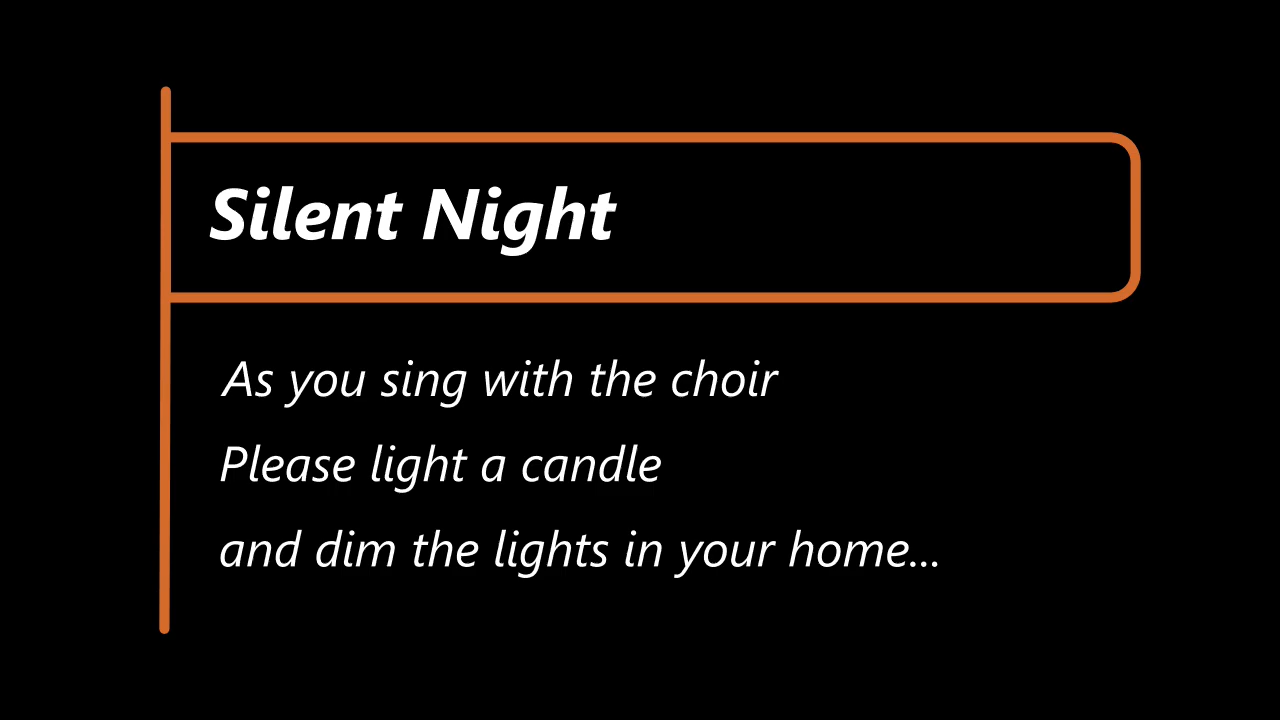 Silent Night
As you sing with the choir
Please light a candle
and dim the lights in your home...